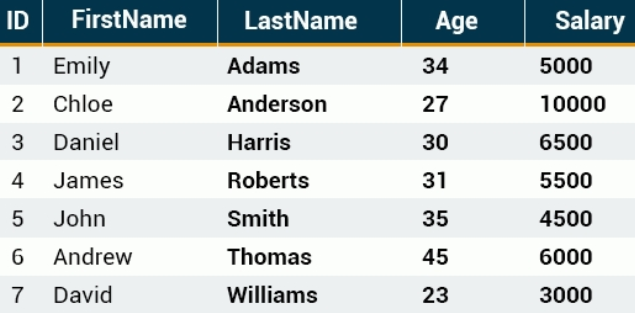 ID FirstName LastName Age Salary
1 Emily Adams 34 5000
2 Chloe Anderson 27 10000
3 Daniel Harris 30 6500
4 James Roberts 31 5500
5 John Smith 35 4500
6 Andrew Thomas 45 6000
7 David Williams 23 3000